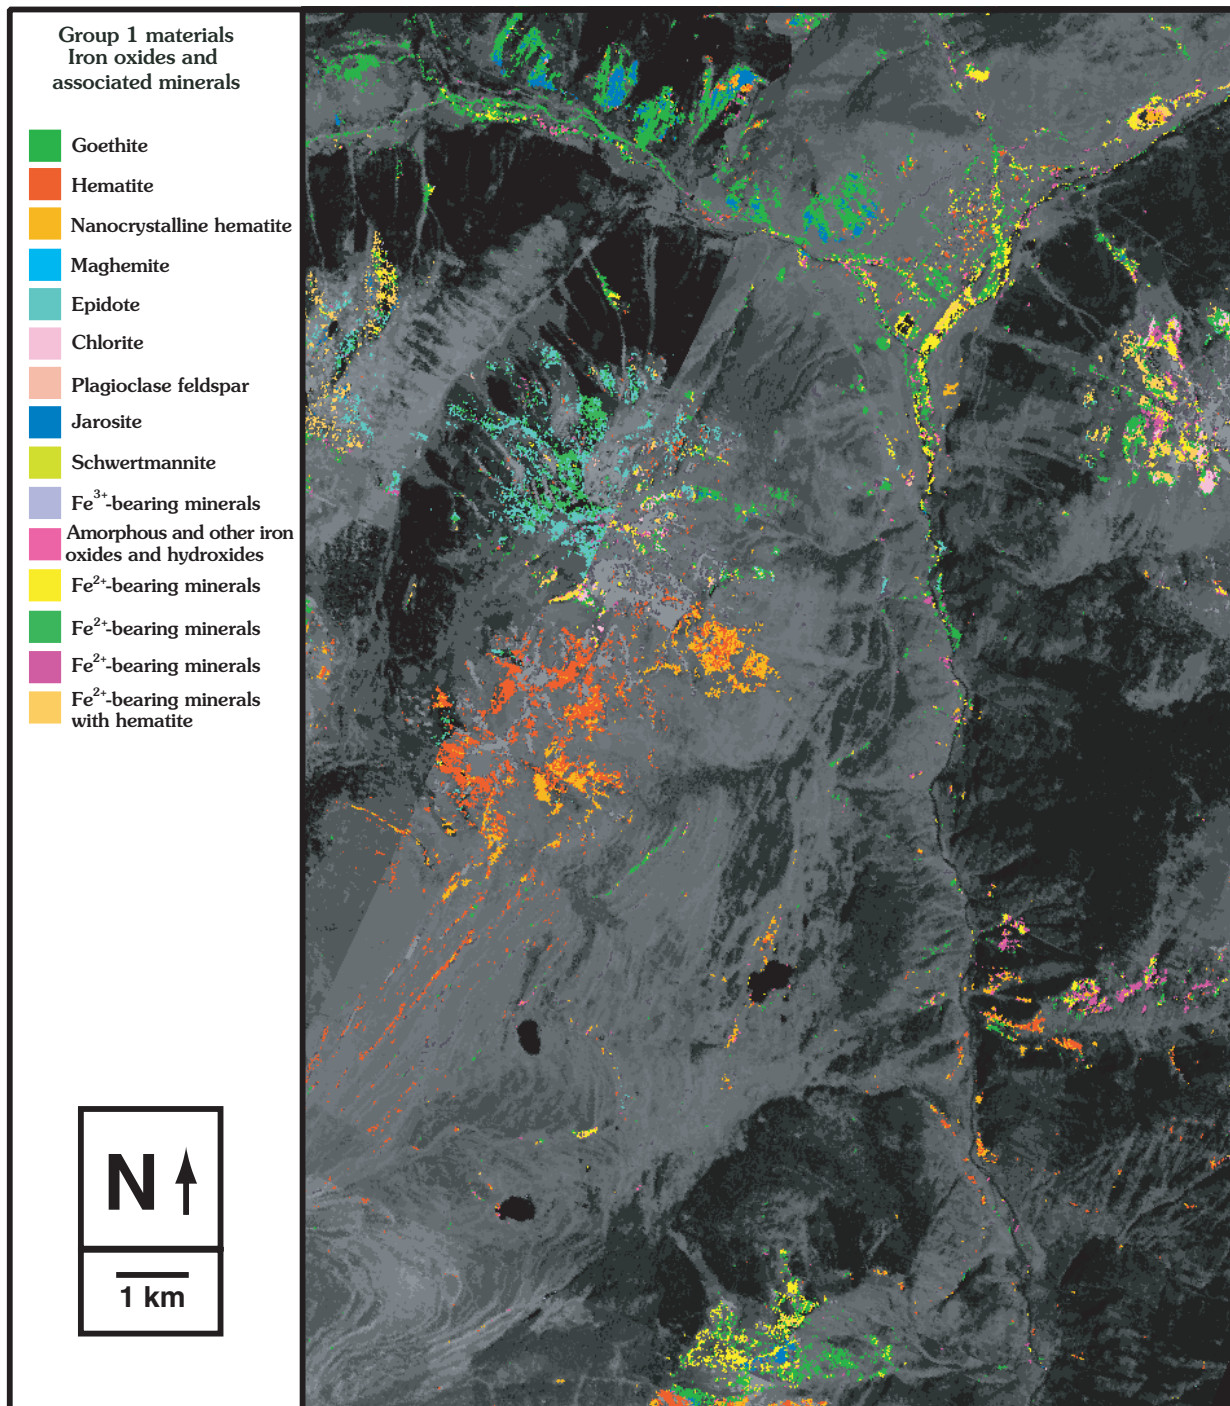 Group 1 materials
Iron oxides and
associated minerals
Goethite
Hematite
Nanocrystalline hematite
Maghemite
Epidote
Chlorite
Plagioclase feldspar
Jarosite
Schwertmannite
Fe³⁺-bearing minerals
Amorphous and other iron
oxides and hydroxides
Fe²⁺-bearing minerals
Fe²⁺-bearing minerals
Fe²⁺-bearing minerals
Fe²⁺-bearing minerals
with hematite
N
1 km